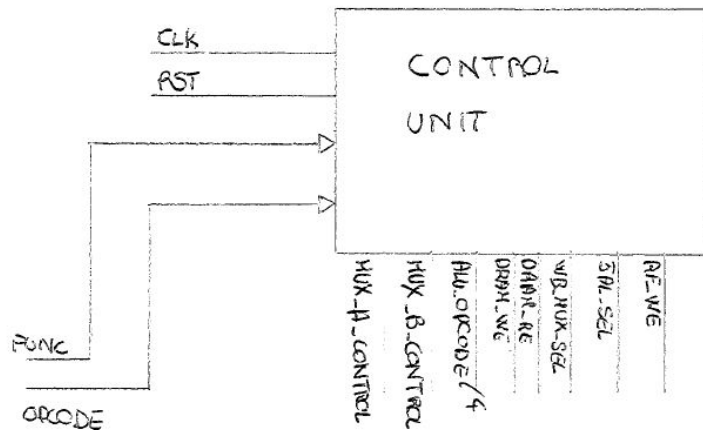 CLK
RST
CONTROL
UNIT
FUNC
OPCODE
MUX_A_CONTROL
MUX_B_CONTROL
ALU_OPCODE/4
DRAM_WE
DRAM_RE
WB_MUX_SEL
JAL_SEL
RF_WE